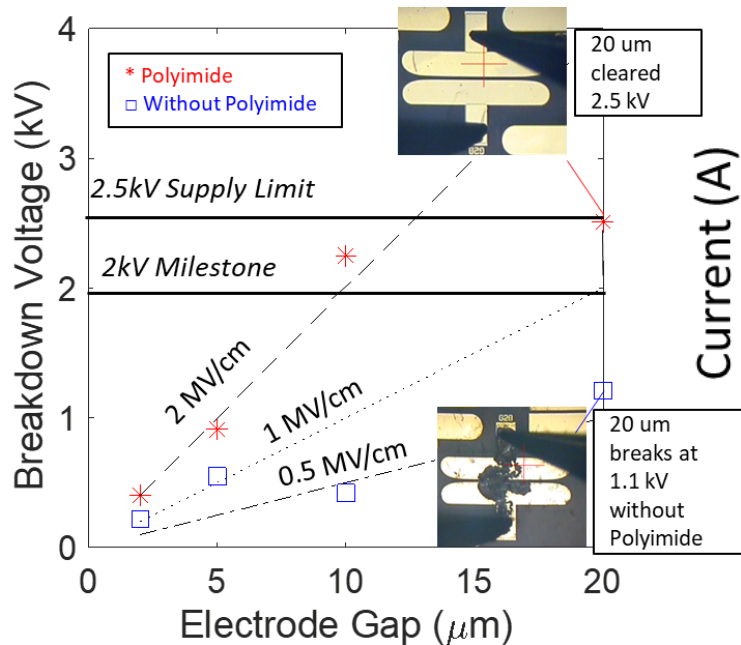 4
3
2
1
0
0
5
10
15
20
Breakdown Voltage (kV)
Electrode Gap (μm)
* Polyimide
□ Without Polyimide
2.5kV Supply Limit
2kV Milestone
2 MV/cm
1 MV/cm
0.5 MV/cm
20 um
cleared
2.5 kV
20 um
breaks at
1.1 kV
without
Polyimide
Current (A)